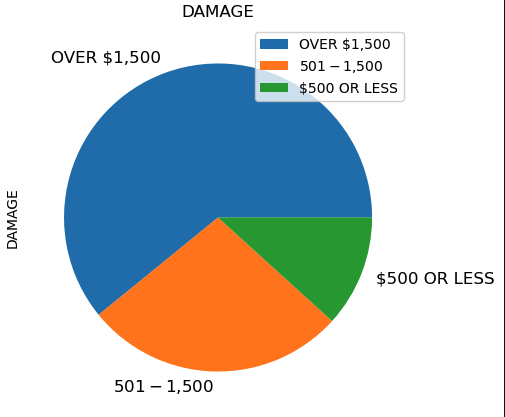 DAMAGE
OVER $1,500
OVER $1,500
501 − 1,500
$500 OR LESS
DAMAGE
$500 OR LESS
501 − 1,500